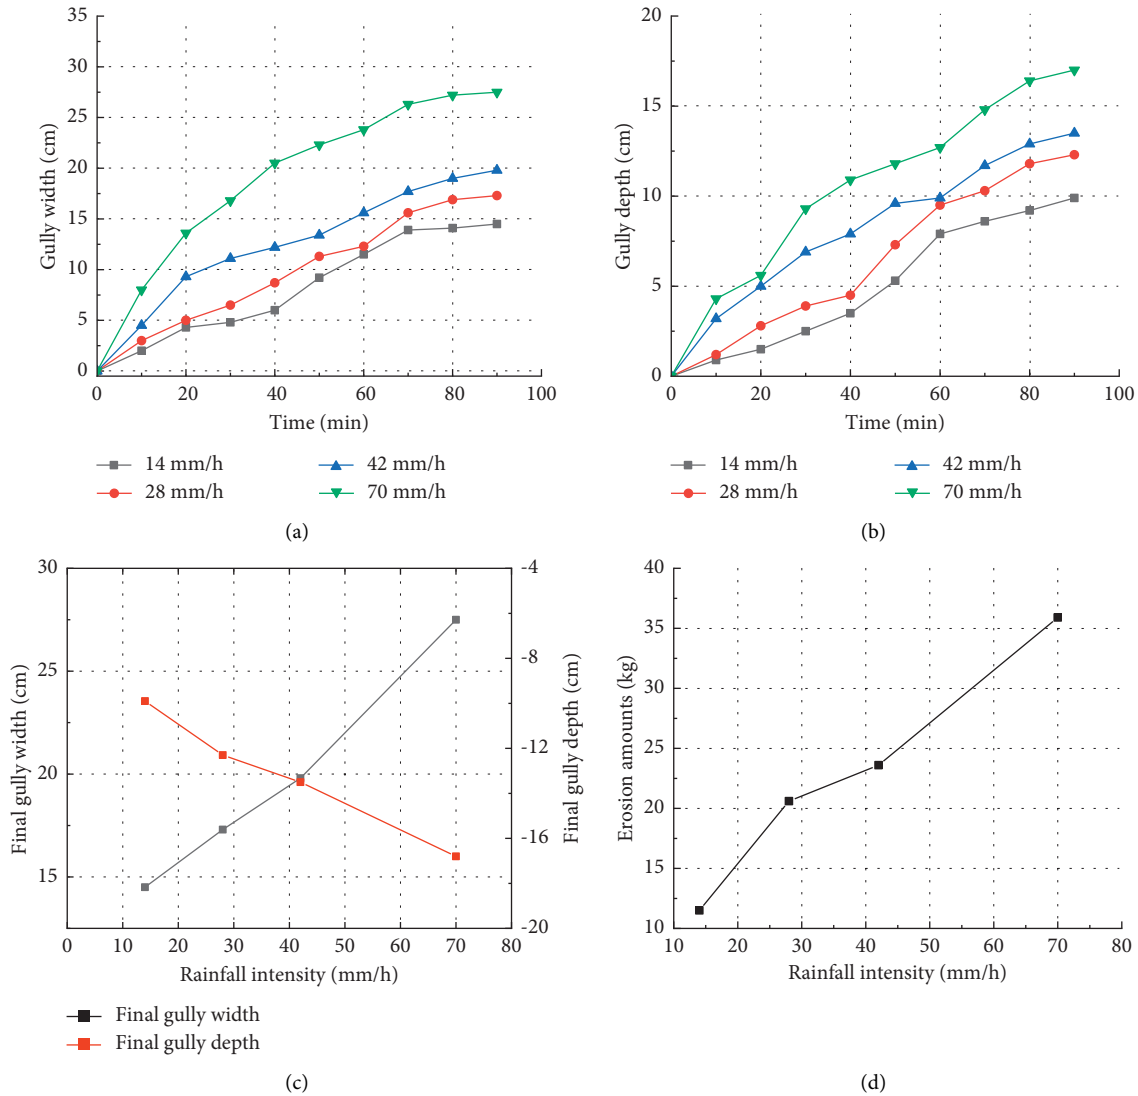 35
30
25
20
15
10
5
0
Gully width (cm)
0 20 40 60 80 100
Time (min)
14 mm/h 42 mm/h
28 mm/h 70 mm/h
(a)
20
15
10
5
0
Gully depth (cm)
0 20 40 60 80 100
Time (min)
14 mm/h 42 mm/h
28 mm/h 70 mm/h
(b)
30
25
20
15
Final gully width (cm)
-4
-8
-12
-16
-20
Final gully depth (cm)
0 10 20 30 40 50 60 70 80
Rainfall intensity (mm/h)
Final gully width
Final gully depth
(c)
40
35
30
25
20
15
10
Erosion amounts (kg)
10 20 30 40 50 60 70 80
Rainfall intensity (mm/h)
(d)